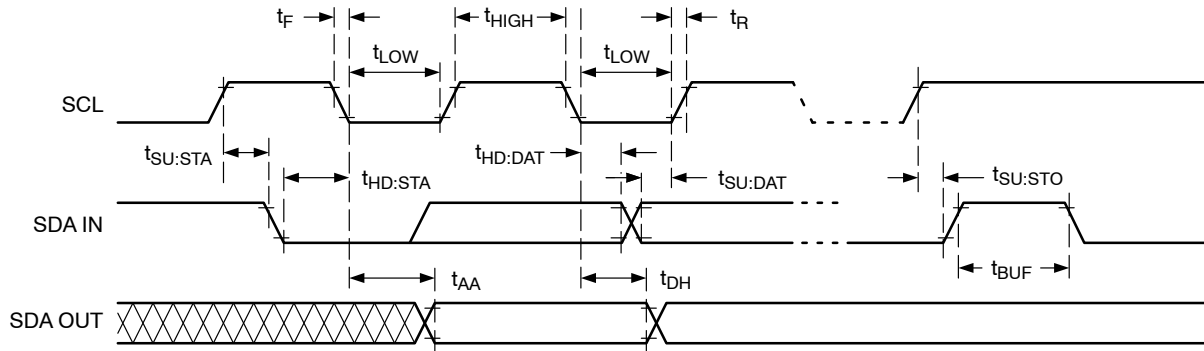 tF
tHIGH
tR
tLOW
tLOW
SCL
tSU:STA
tHD:STA
tHD:DAT
tSU:DAT
tSU:STO
SDA IN
tAA
tDH
tBUF
SDA OUT